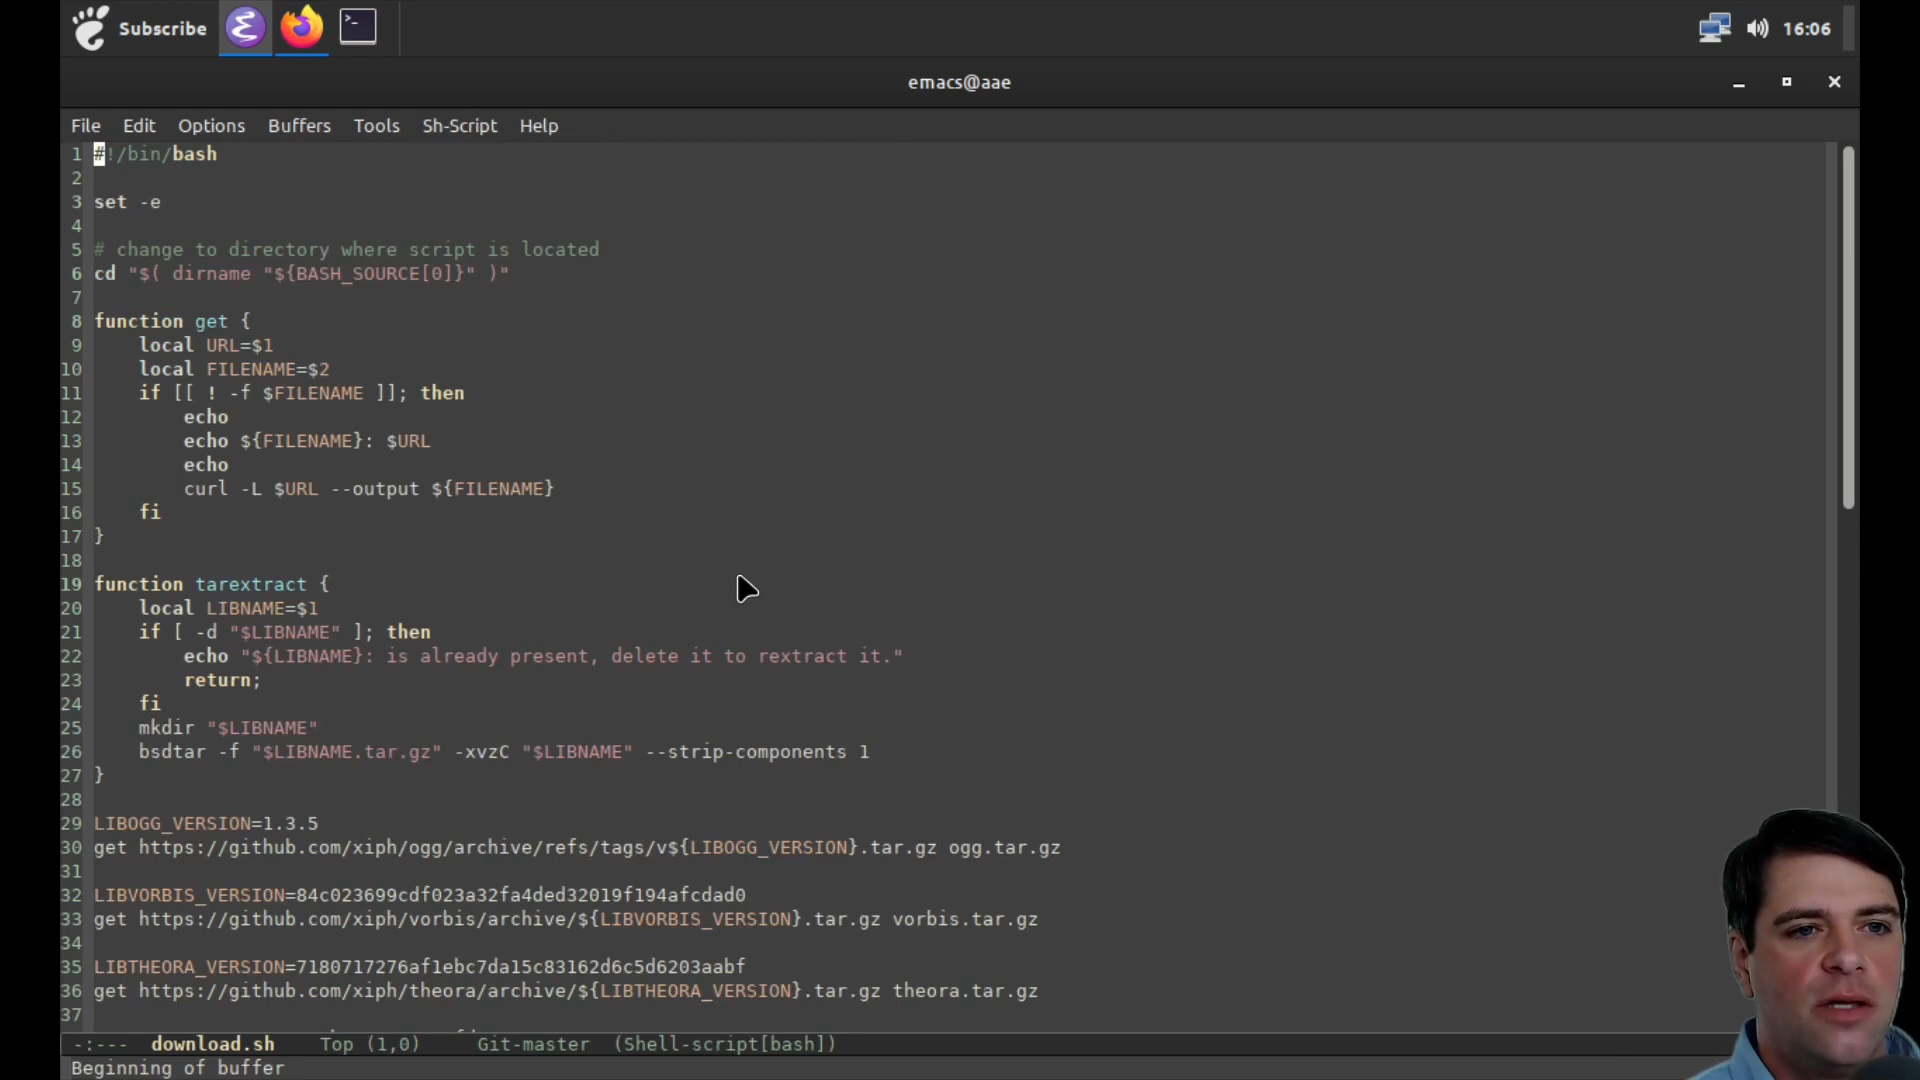 Subscribe
16:06
emacs@aae
File Edit Options Buffers Tools Sh-Script Help
1 #!/bin/bash
2
3 set -e
4
5 # change to directory where script is located
6 cd "$( dirname "${BASH_SOURCE[0]}" )"
7
8 function get {
9     local URL=$1
10     local FILENAME=$2
11     if [[ ! -f $FILENAME ]]; then
12         echo
13         echo ${FILENAME}: $URL
14         echo
15         curl -L $URL --output ${FILENAME}
16     fi
17 }
18
19 function tarextract {
20     local LIBNAME=$1
21     if [ -d "$LIBNAME" ]; then
22         echo "${LIBNAME}: is already present, delete it to rextract it."
23         return;
24     fi
25     mkdir "$LIBNAME"
26     bsdtar -f "$LIBNAME.tar.gz" -xvzC "$LIBNAME" --strip-components 1
27 }
28
29 LIBOGG_VERSION=1.3.5
30 get https://github.com/xiph/ogg/archive/refs/tags/v${LIBOGG_VERSION}.tar.gz ogg.tar.gz
31
32 LIBVORBIS_VERSION=84c023699cdf023a32fa4ded32019f194afcdad0
33 get https://github.com/xiph/vorbis/archive/${LIBVORBIS_VERSION}.tar.gz vorbis.tar.gz
34
35 LIBTHEORA_VERSION=7180717276af1ebc7da15c83162d6c5d6203aabf
36 get https://github.com/xiph/theora/archive/${LIBTHEORA_VERSION}.tar.gz theora.tar.gz
37
-:--- download.sh Top (1,0) Git-master (Shell-script[bash])
Beginning of buffer